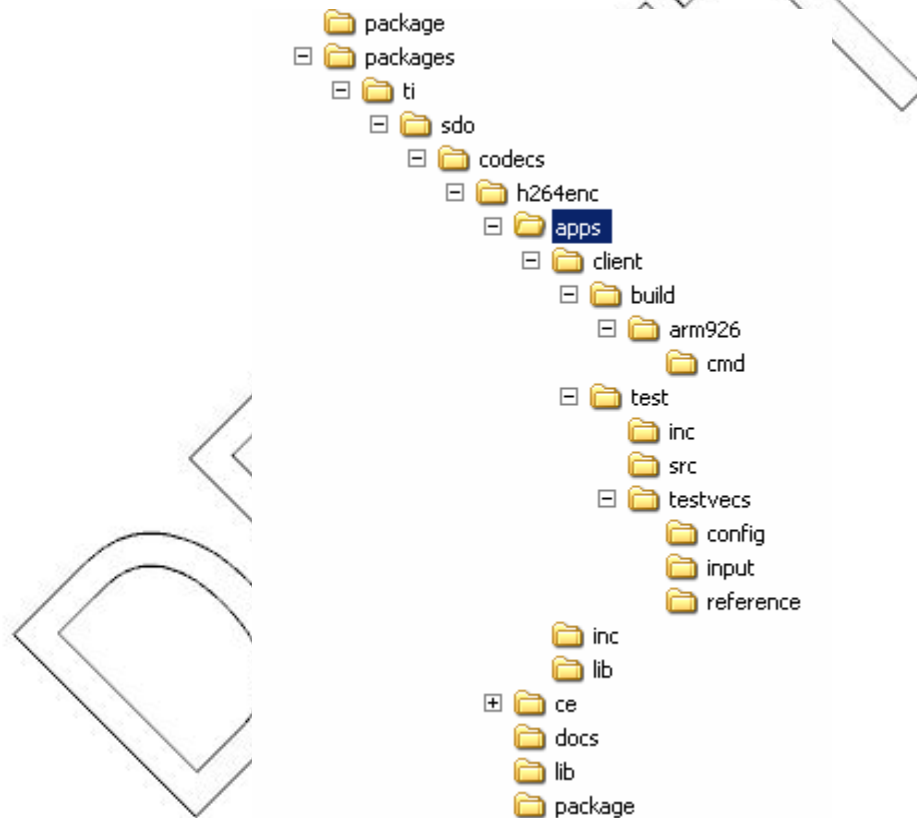 package
packages
ti
sdo
codecs
h264enc
apps
client
build
arm926
cmd
test
inc
src
testvecs
config
input
reference
inc
lib
ce
docs
lib
package